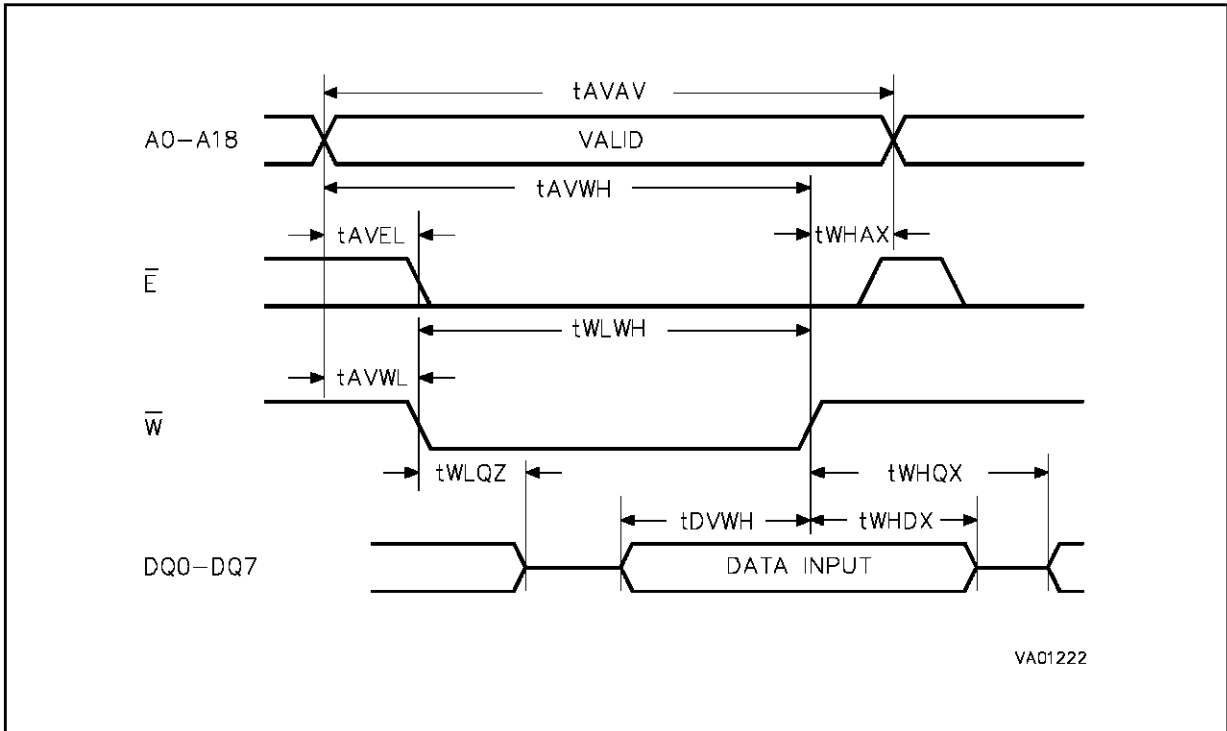 tAVAV
A0-A18
VALID
tAVWH
tAVEL
tWHAX
E
tWLWH
tAVWL
W
tWLQZ
tWHQX
tDVWH
tWHDX
DQ0-DQ7
DATA INPUT
VA01222